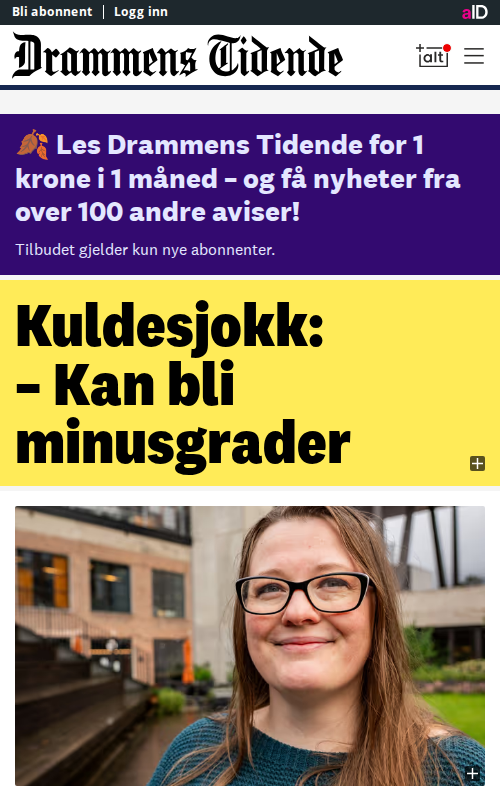 Bli abonnent | Logg inn
aID
Drammens Tidende
+alt
🍂 Les Drammens Tidende for 1
krone i 1 måned – og få nyheter fra
over 100 andre aviser!
Tilbudet gjelder kun nye abonnenter.
Kuldesjokk:
– Kan bli
minusgrader